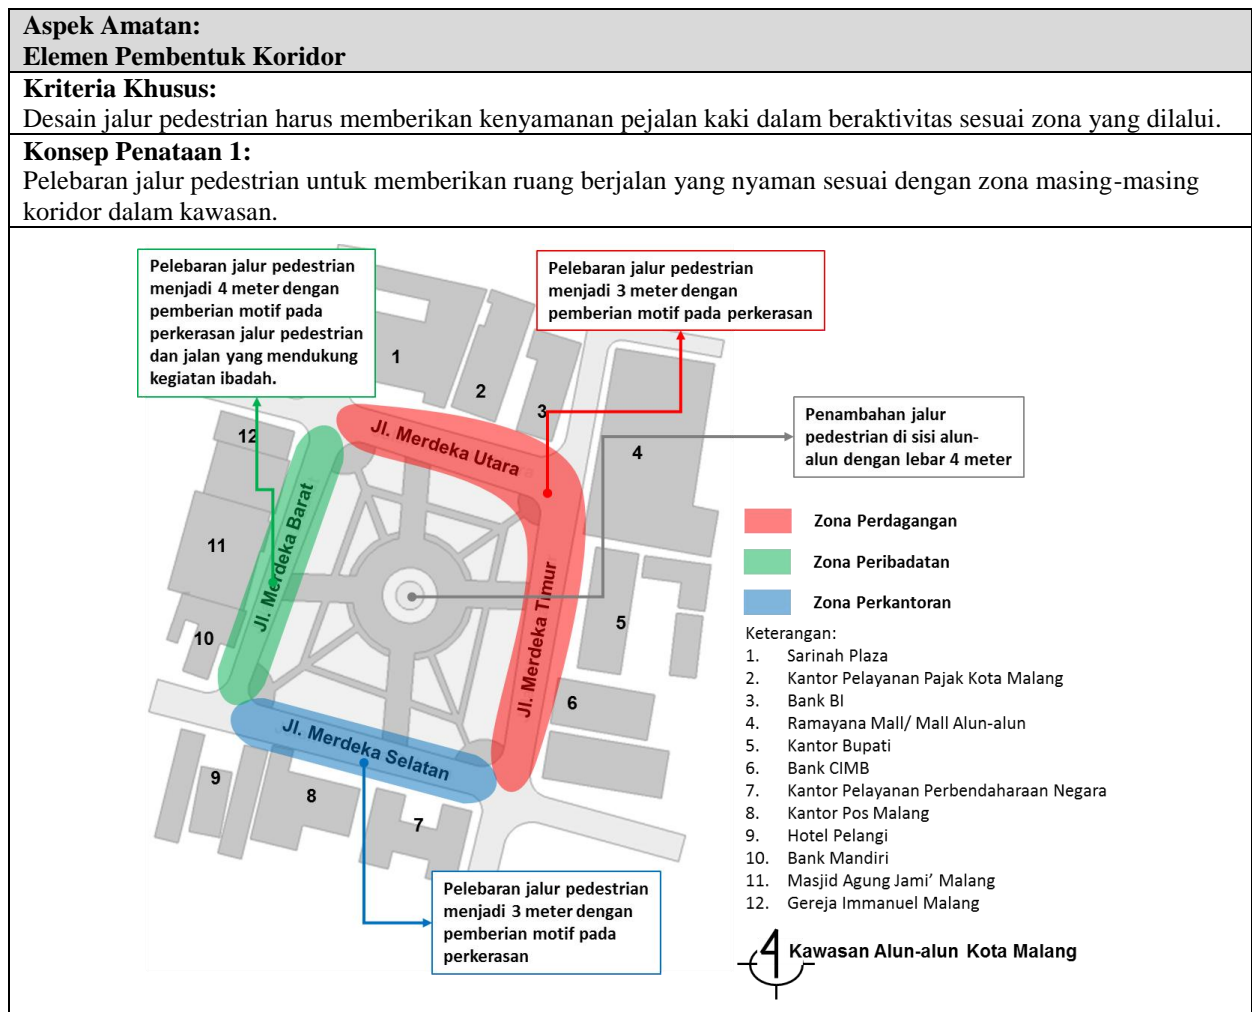 Aspek Amatan:
Elemen Pembentuk Koridor
Kriteria Khusus:
Desain jalur pedestrian harus memberikan kenyamanan pejalan kaki dalam beraktivitas sesuai zona yang dilalui.
Konsep Penataan 1:
Pelebaran jalur pedestrian untuk memberikan ruang berjalan yang nyaman sesuai dengan zona masing-masing
koridor dalam kawasan.
Pelebaran jalur pedestrian
menjadi 4 meter dengan
pemberian motif pada
perkerasan jalur pedestrian
dan jalan yang mendukung
kegiatan ibadah.
Pelebaran jalur pedestrian
menjadi 3 meter dengan
pemberian motif pada perkerasan
Penambahan jalur
pedestrian di sisi alun-
alun dengan lebar 4 meter
1
2
3
4
5
6
7
8
9
10
11
12
Jl. Merdeka Utara
Jl. Merdeka Barat
Jl. Merdeka Timur
Jl. Merdeka Selatan
Pelebaran jalur pedestrian
menjadi 3 meter dengan
pemberian motif pada
perkerasan
Zona Perdagangan
Zona Peribadatan
Zona Perkantoran
Keterangan:
1. Sarinah Plaza
2. Kantor Pelayanan Pajak Kota Malang
3. Bank BI
4. Ramayana Mall/ Mall Alun-alun
5. Kantor Bupati
6. Bank CIMB
7. Kantor Pelayanan Perbendaharaan Negara
8. Kantor Pos Malang
9. Hotel Pelangi
10. Bank Mandiri
11. Masjid Agung Jami’ Malang
12. Gereja Immanuel Malang
Kawasan Alun-alun Kota Malang